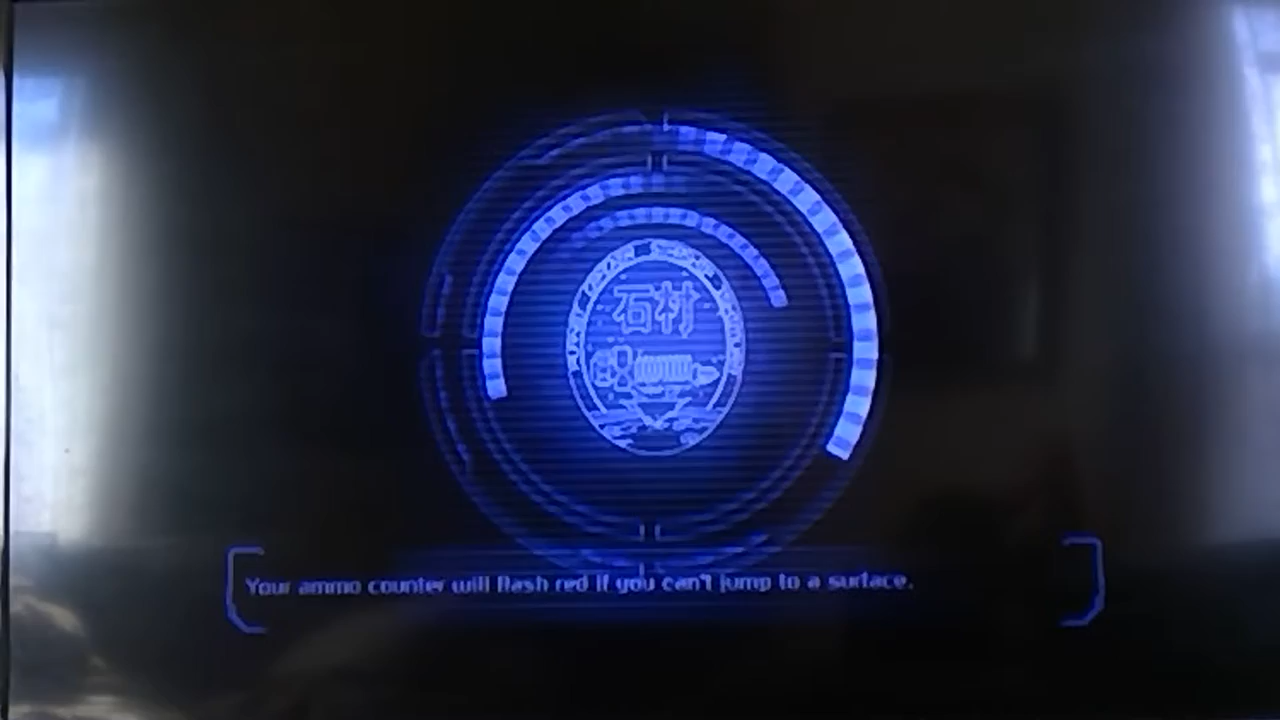 石村
Your ammo counter will flash red if you can't jump to a surface.